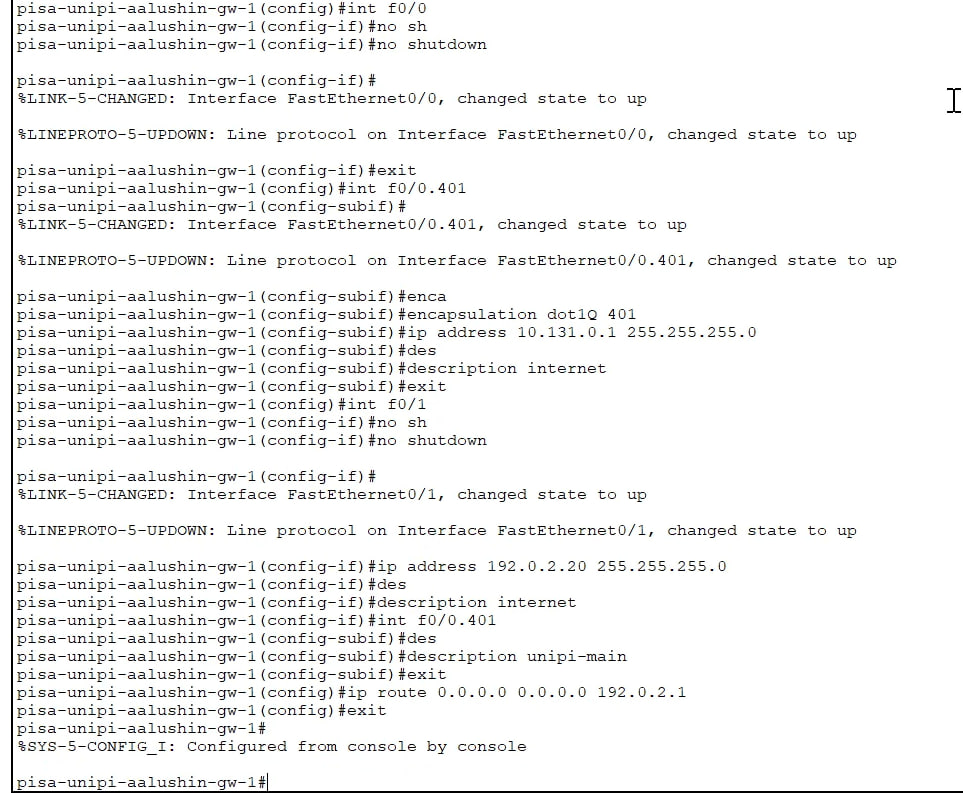 pisa-unipi-aalushin-gw-1(config)#int f0/0
pisa-unipi-aalushin-gw-1(config-if)#no sh
pisa-unipi-aalushin-gw-1(config-if)#no shutdown
pisa-unipi-aalushin-gw-1(config-if)#
%LINK-5-CHANGED: Interface FastEthernet0/0, changed state to up
%LINEPROTO-5-UPDOWN: Line protocol on Interface FastEthernet0/0, changed state to up
pisa-unipi-aalushin-gw-1(config-if)#exit
pisa-unipi-aalushin-gw-1(config)#int f0/0.401
pisa-unipi-aalushin-gw-1(config-subif)#
%LINK-5-CHANGED: Interface FastEthernet0/0.401, changed state to up
%LINEPROTO-5-UPDOWN: Line protocol on Interface FastEthernet0/0.401, changed state to up
pisa-unipi-aalushin-gw-1(config-subif)#enca
pisa-unipi-aalushin-gw-1(config-subif)#encapsulation dot1Q 401
pisa-unipi-aalushin-gw-1(config-subif)#ip address 10.131.0.1 255.255.255.0
pisa-unipi-aalushin-gw-1(config-subif)#des
pisa-unipi-aalushin-gw-1(config-subif)#description internet
pisa-unipi-aalushin-gw-1(config-subif)#exit
pisa-unipi-aalushin-gw-1(config)#int f0/1
pisa-unipi-aalushin-gw-1(config-if)#no sh
pisa-unipi-aalushin-gw-1(config-if)#no shutdown
pisa-unipi-aalushin-gw-1(config-if)#
%LINK-5-CHANGED: Interface FastEthernet0/1, changed state to up
%LINEPROTO-5-UPDOWN: Line protocol on Interface FastEthernet0/1, changed state to up
pisa-unipi-aalushin-gw-1(config-if)#ip address 192.0.2.20 255.255.255.0
pisa-unipi-aalushin-gw-1(config-if)#des
pisa-unipi-aalushin-gw-1(config-if)#description internet
pisa-unipi-aalushin-gw-1(config-if)#int f0/0.401
pisa-unipi-aalushin-gw-1(config-subif)#des
pisa-unipi-aalushin-gw-1(config-subif)#description unipi-main
pisa-unipi-aalushin-gw-1(config-subif)#exit
pisa-unipi-aalushin-gw-1(config)#ip route 0.0.0.0 0.0.0.0 192.0.2.1
pisa-unipi-aalushin-gw-1(config)#exit
pisa-unipi-aalushin-gw-1#
%SYS-5-CONFIG_I: Configured from console by console
pisa-unipi-aalushin-gw-1#